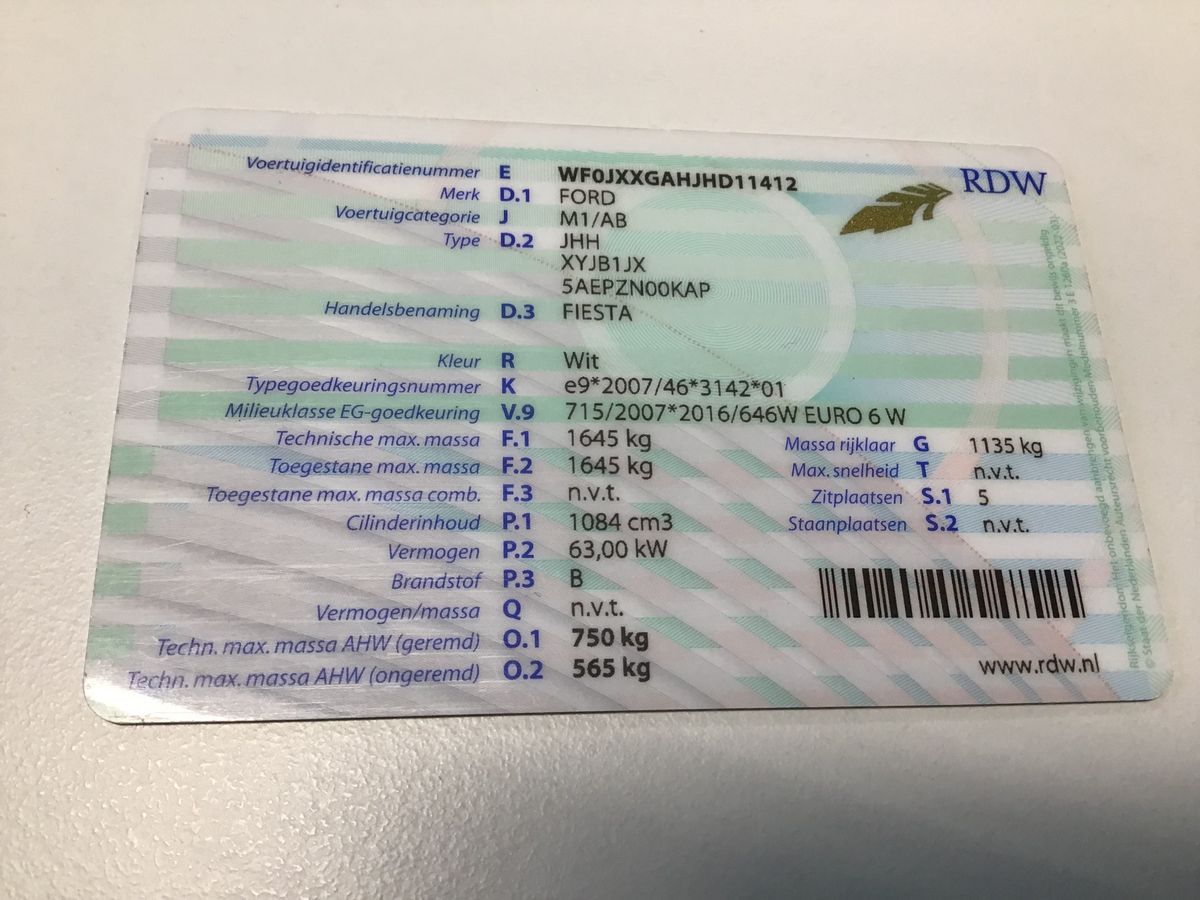 RDW
Voertuigidentificatienummer E WF0JXXGAHJHD11412
Merk D.1 FORD
Voertuigcategorie J M1/AB
Type D.2 JHH
XYJB1JX
5AEPZN00KAP
Handelsbenaming D.3 FIESTA
Kleur R Wit
Typegoedkeuringsnummer K e9*2007/46*3142*01
Milieuklasse EG-goedkeuring V.9 715/2007*2016/646W EURO 6 W
Technische max. massa F.1 1645 kg
Toegestane max. massa F.2 1645 kg
Toegestane max. massa comb. F.3 n.v.t.
Cilinderinhoud P.1 1084 cm3
Vermogen P.2 63,00 kW
Brandstof P.3 B
Vermogen/massa Q n.v.t.
Techn. max. massa AHW (geremd) O.1 750 kg
Techn. max. massa AHW (ongeremd) O.2 565 kg
Massa rijklaar G 1135 kg
Max. snelheid T n.v.t.
Zitplaatsen S.1 5
Staanplaatsen S.2 n.v.t.
www.rdw.nl
© Staat der Nederlanden Auteursrecht voorbehouden